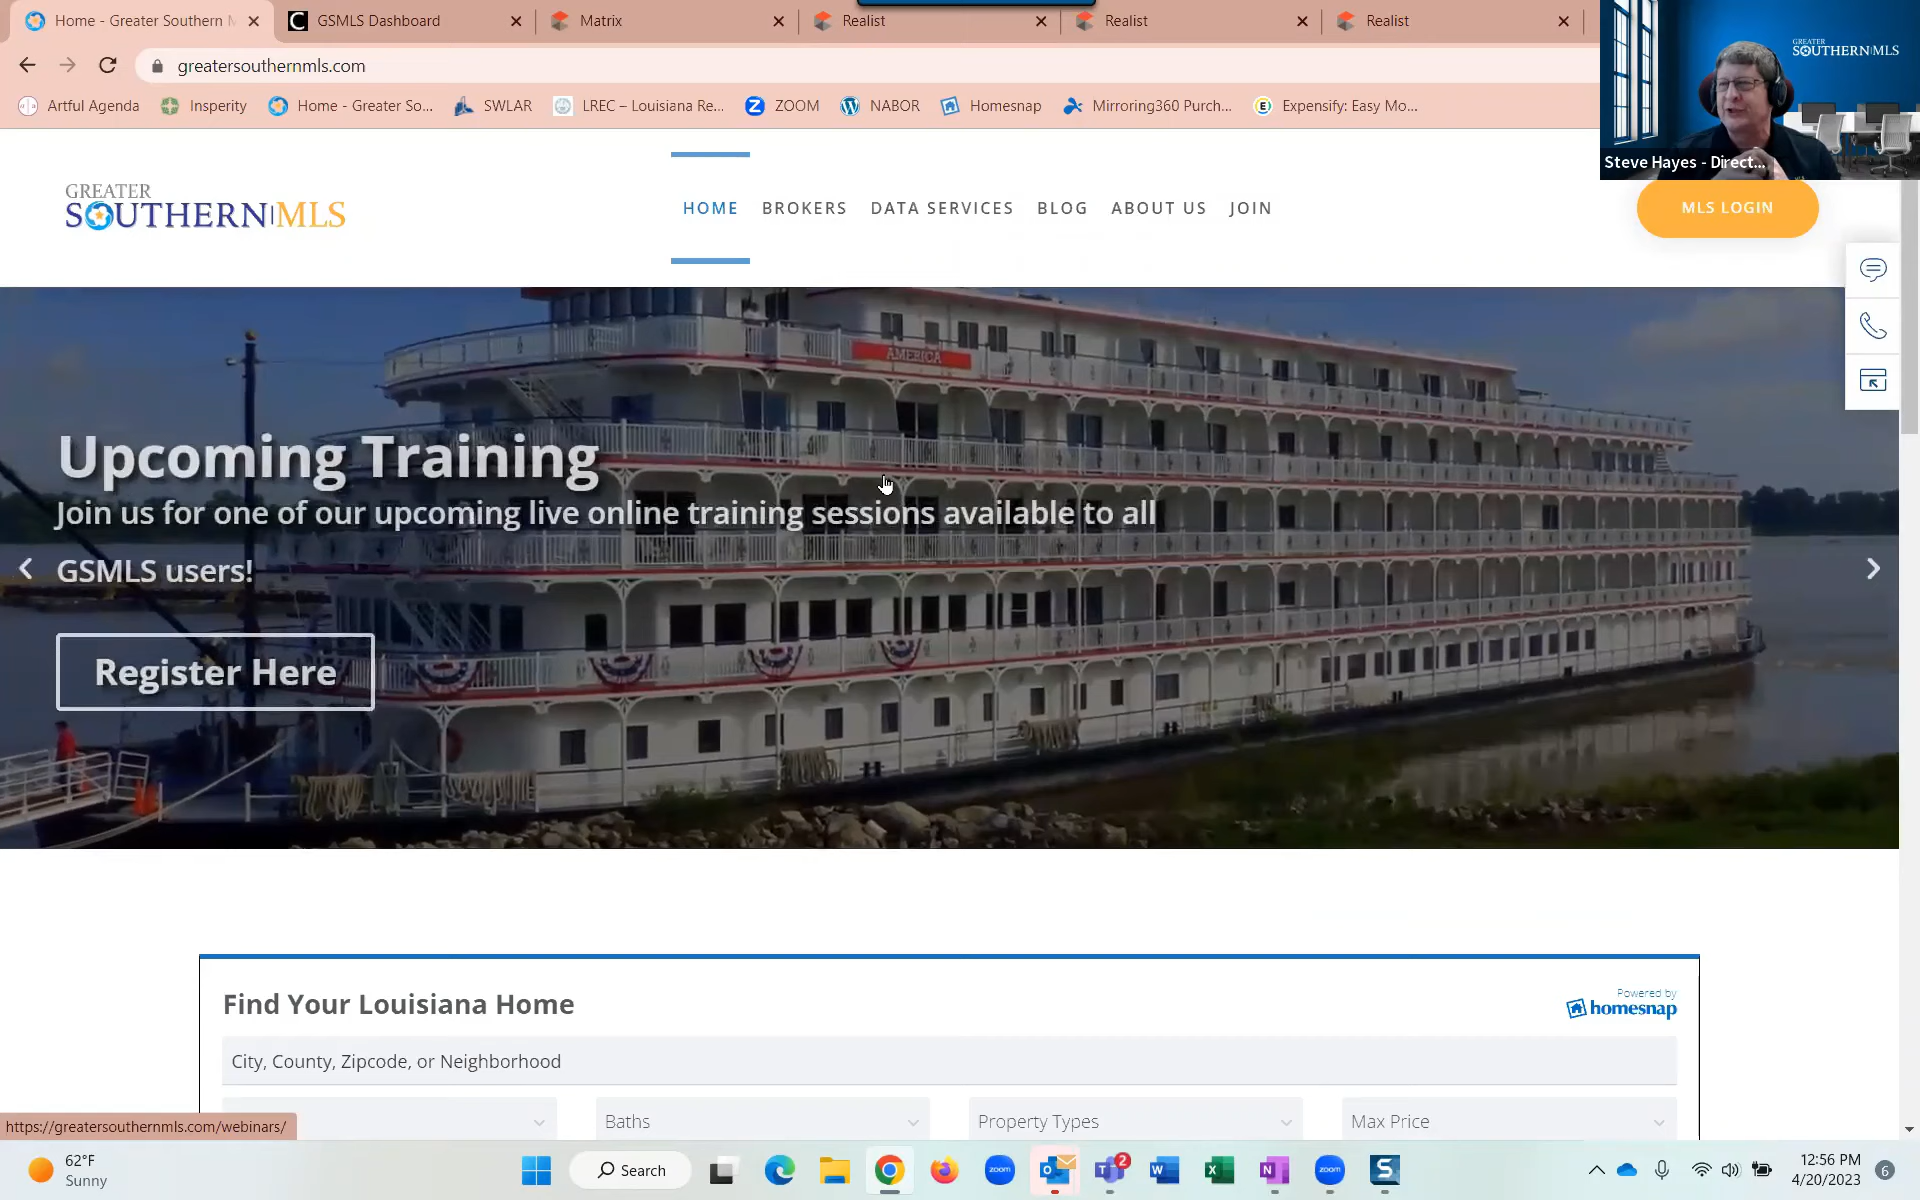 Home - Greater Southern M
GSMLS Dashboard
Matrix
Realist
Realist
Realist
greatersouthernmls.com
Artful Agenda
Insperity
Home - Greater So...
SWLAR
LREC – Louisiana Re...
ZOOM
NABOR
Homesnap
Mirroring360 Purch...
Expensify: Easy Mo...
GREATER
SOUTHERN MLS
Steve Hayes - Direct...
GREATER
SOUTHERN MLS
HOME
BROKERS
DATA SERVICES
BLOG
ABOUT US
JOIN
MLS LOGIN
AMERICA
Upcoming Training
Join us for one of our upcoming live online training sessions available to all
GSMLS users!
Register Here
Find Your Louisiana Home
Powered by
homesnap
City, County, Zipcode, or Neighborhood
Baths
Property Types
Max Price
https://greatersouthernmls.com/webinars/
62°F
Sunny
Search
zoom
2
zoom
12:56 PM
4/20/2023
6